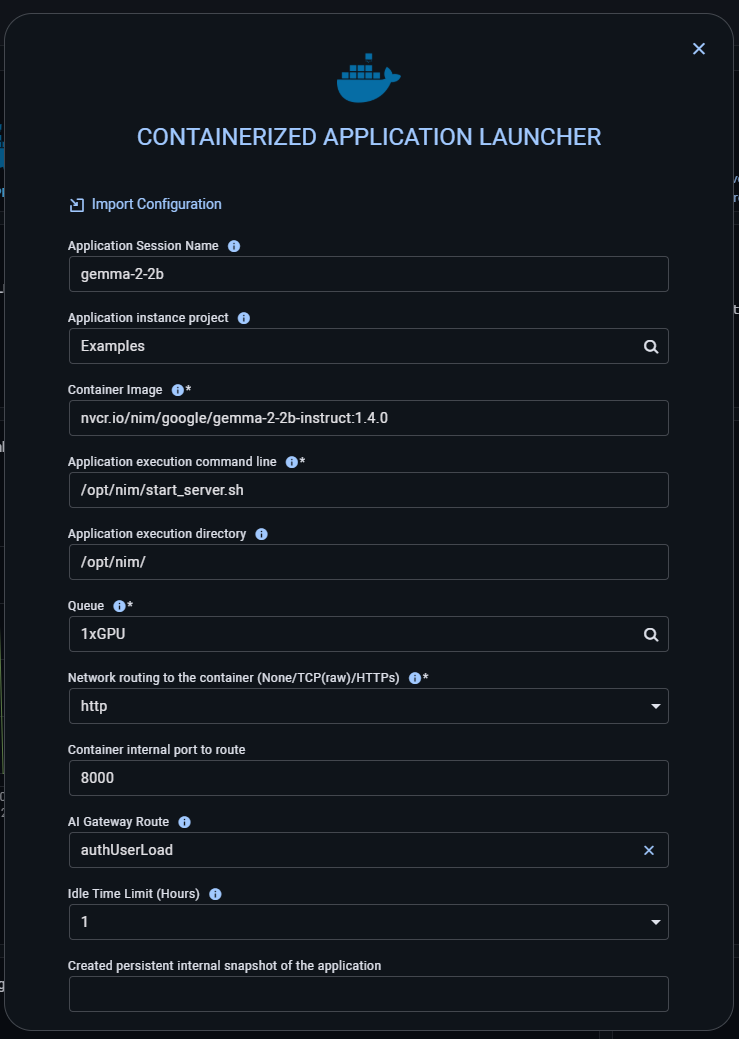 CONTAINERIZED APPLICATION LAUNCHER
Import Configuration
Application Session Name
gemma-2-2b
Application instance project
Examples
Container Image *
nvcr.io/nim/google/gemma-2-2b-instruct:1.4.0
Application execution command line *
/opt/nim/start_server.sh
Application execution directory
/opt/nim/
Queue *
1xGPU
Network routing to the container (None/TCP(raw)/HTTPs) *
http
Container internal port to route
8000
AI Gateway Route
authUserLoad
Idle Time Limit (Hours)
1
Created persistent internal snapshot of the application